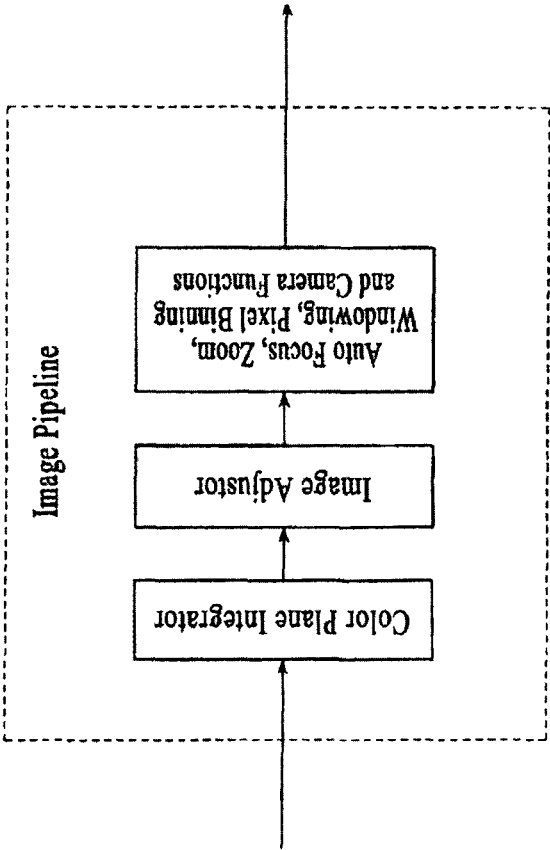 Image Pipeline
Color Plane Integrator
Image Adjustor
Auto Focus, Zoom,
Windowing, Pixel Binning
and Camera Functions